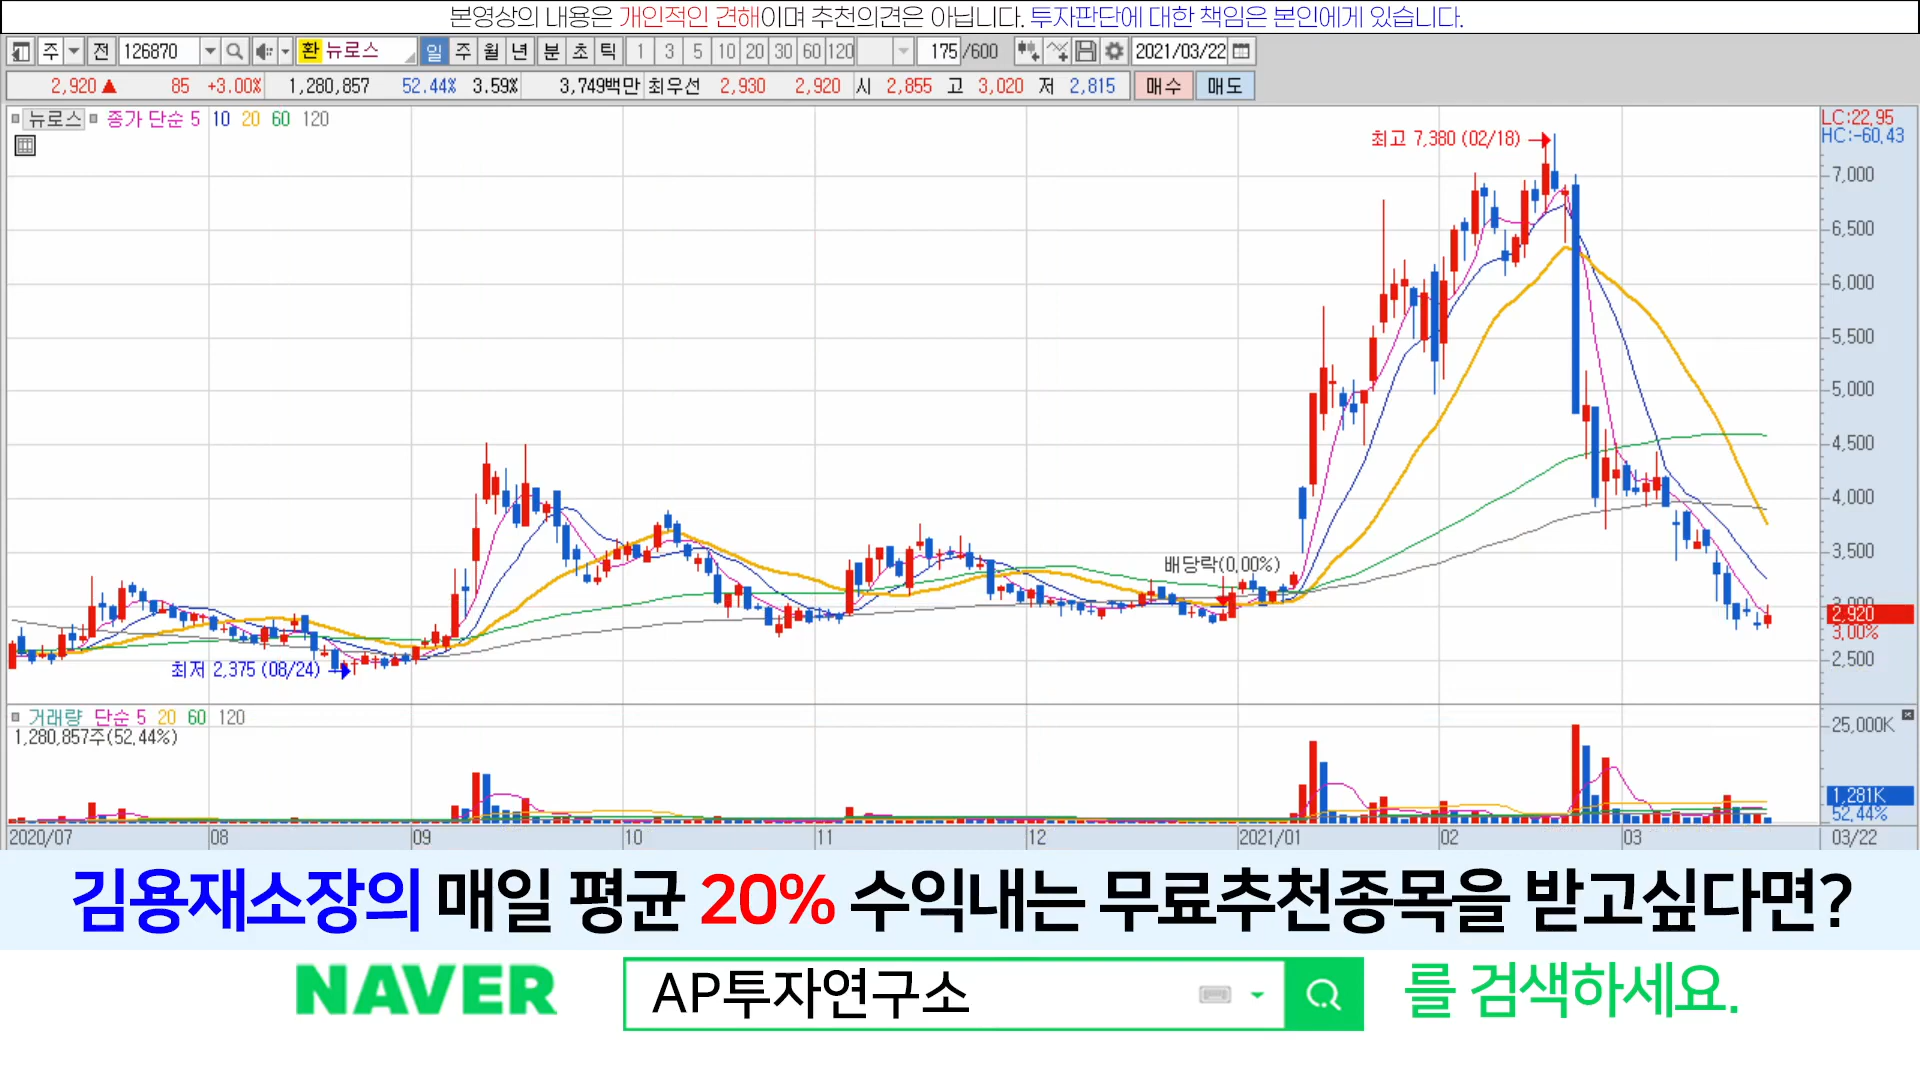 본영상의 내용은 개인적인 견해이며 추천의견은 아닙니다. 투자판단에 대한 책임은 본인에게 있습니다.
주 전 126870 환 뉴로스 일 주 월 년 분 초 틱 1 3 5 10 20 30 60 120 175 /600 2021/03/22
2,920 ▲ 85 +3.00% 1,280,857 52.44% 3.59% 3,749백만 최우선 2,930 2,920 시 2,855 고 3,020 저 2,815 매수 매도
뉴로스 종가 단순 5 10 20 60 120
LC:22.95
HC:-60.43
최고 7,380 (02/18)
7,000
6,500
6,000
5,500
5,000
4,500
4,000
3,500
배당락(0.00%)
3,000
2,920
3.00%
2,500
최저 2,375 (08/24)
거래량 단순 5 20 60 120
1,280,857주(52.44%)
25,000K
1,281K
52.44%
2020/07 08 09 10 11 12 2021/01 02 03 03/22
김용재소장의 매일 평균 20% 수익내는 무료추천종목을 받고싶다면?
NAVER AP투자연구소 를 검색하세요.